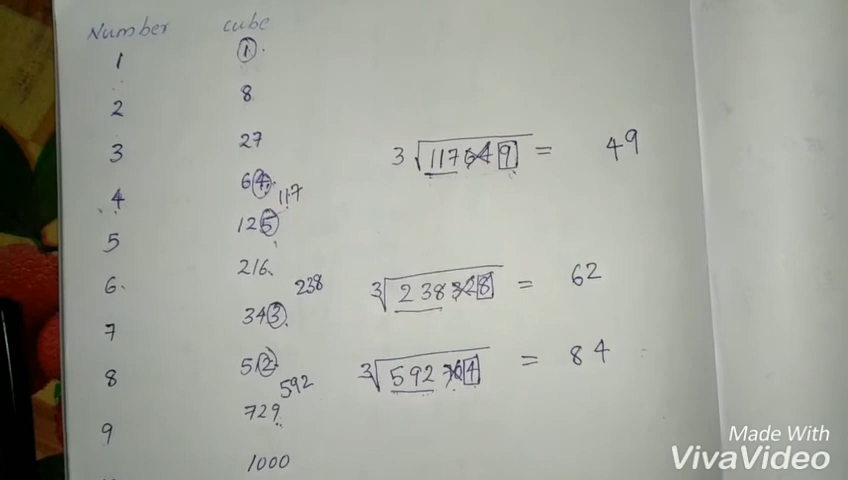 Number cube
1 1.
2 8
3 27
4 64
117
5 125
6. 216.
238
7 343.
8 512
592
9 729
1000
3√117649 = 49
3√238328 = 62
3√592704 = 84
Made With
VivaVideo